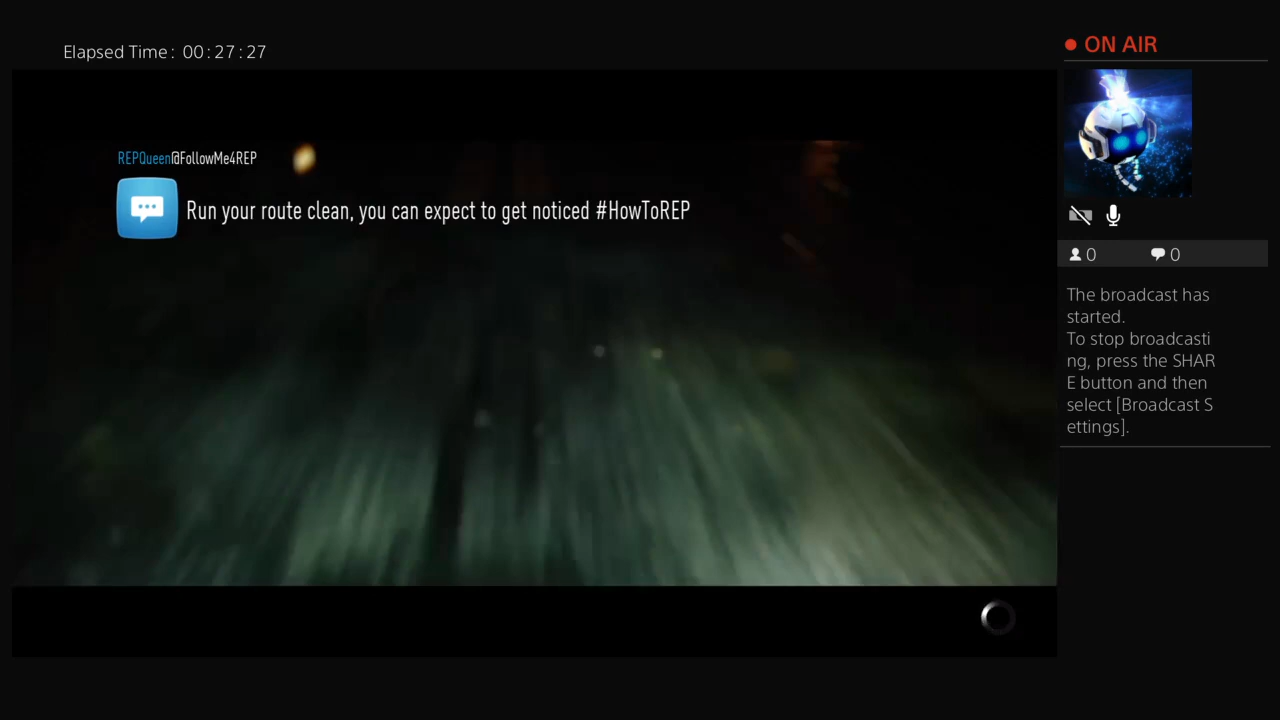 Elapsed Time: 00:27:27
ON AIR
REPQueen@FollowMe4REP
Run your route clean, you can expect to get noticed #HowToREP
0 0
The broadcast has
started.
To stop broadcasti
ng, press the SHAR
E button and then
select [Broadcast S
ettings].